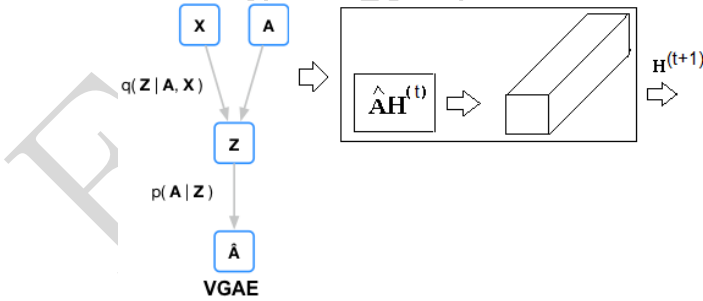 X A
q( Z | A, X )
Z
p( A | Z )
Â
VGAE
ÂH^(t)
H^(t+1)